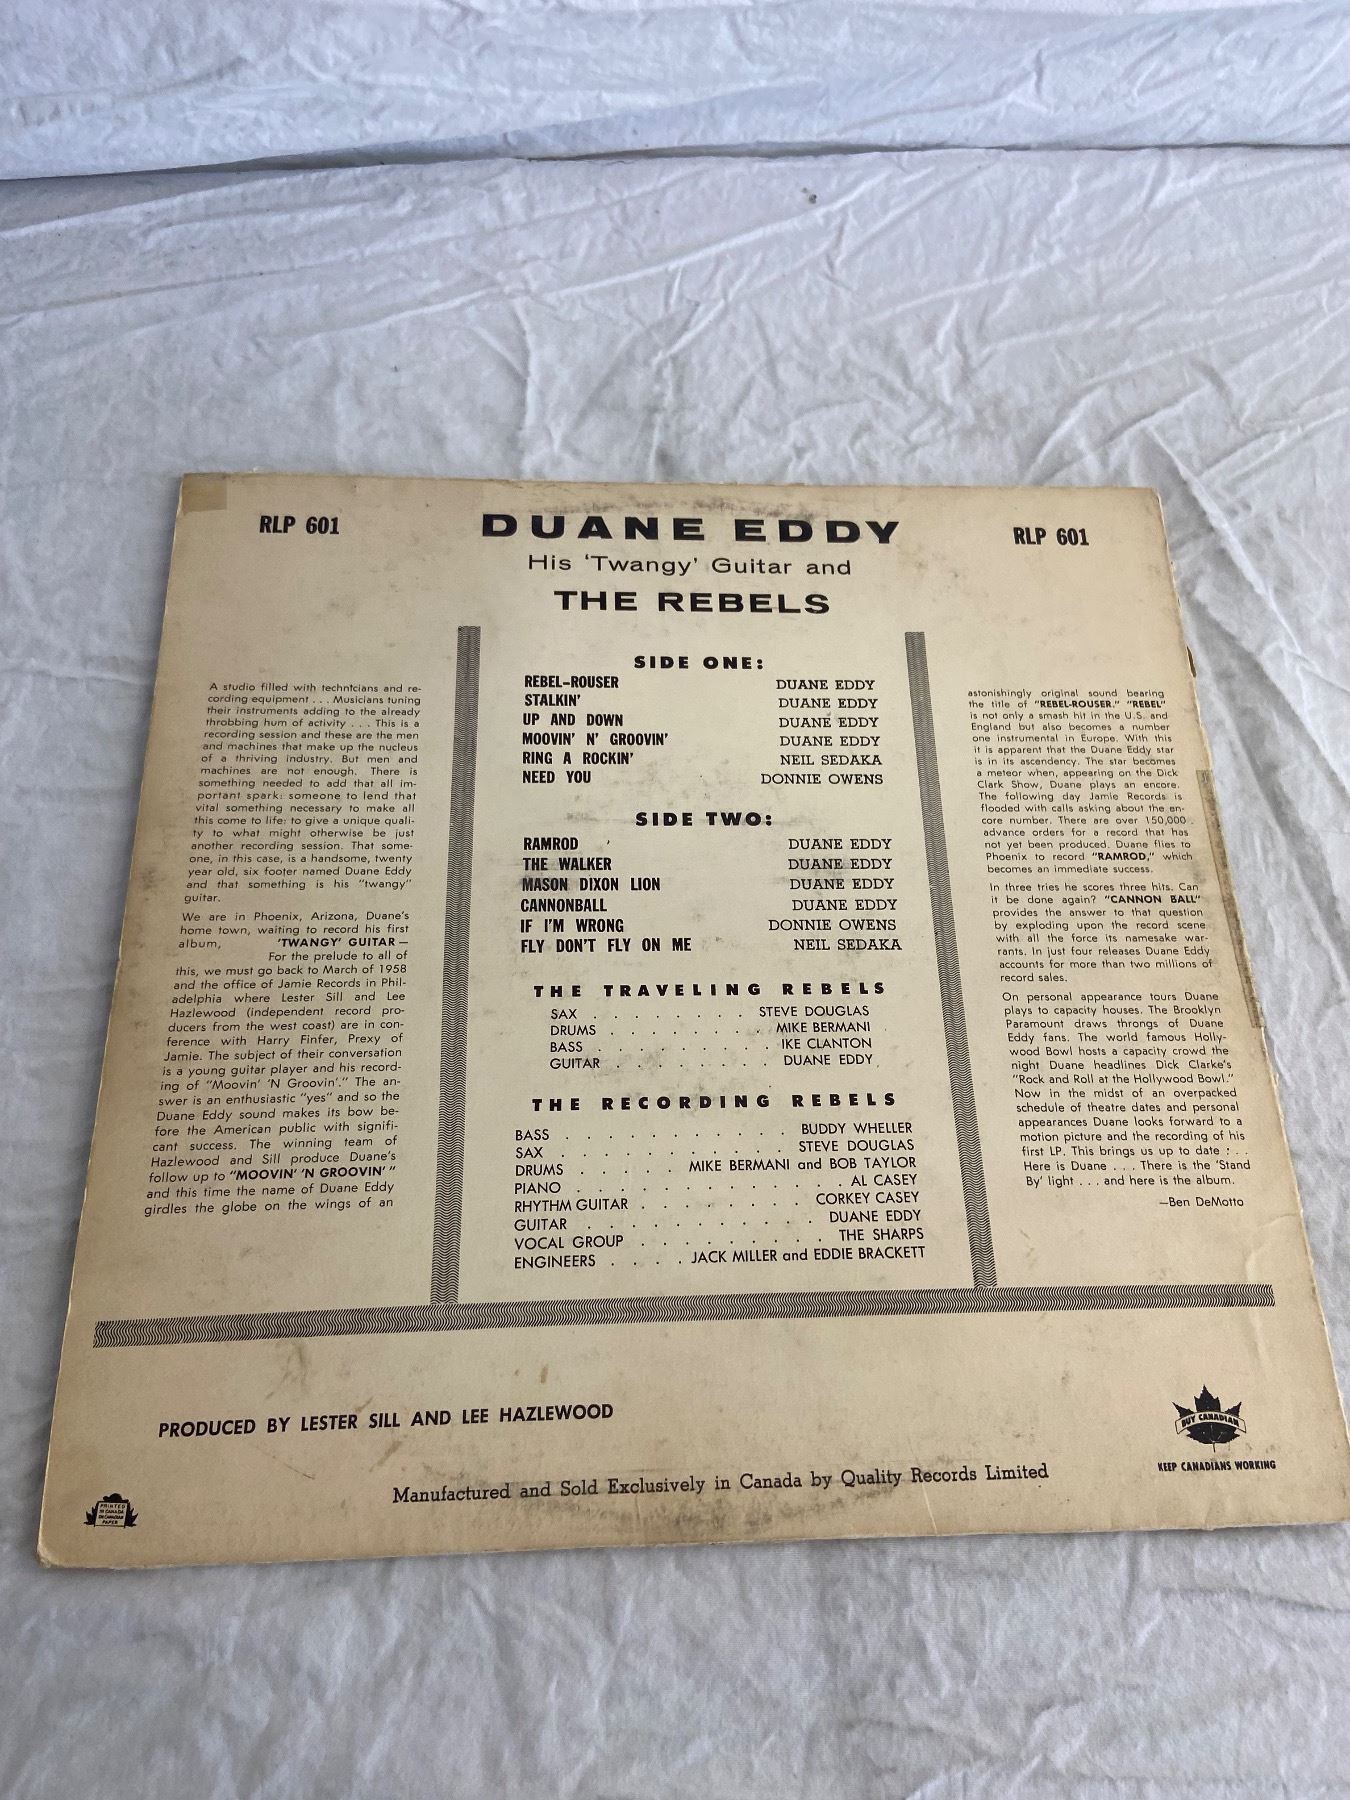 RLP 601
DUANE EDDY
RLP 601
His 'Twangy' Guitar and
THE REBELS
A studio filled with technicians and re-
cording equipment . . . Musicians tuning
their instruments adding to the already
throbbing hum of activity . . . This is a
recording session and these are the men
and machines that make up the nucleus
of a thriving industry. But men and
machines are not enough. There is
something needed to add that all im-
portant spark: someone to lend that
vital something necessary to make all
this come to life: to give a unique quali-
ty to what might otherwise be just
another recording session. That some-
one, in this case, is a handsome, twenty
year old, six footer named Duane Eddy
and that something is his "twangy"
guitar.
We are in Phoenix, Arizona, Duane's
home town, waiting to record his first
album, 'TWANGY' GUITAR —
For the prelude to all of
this, we must go back to March of 1958
and the office of Jamie Records in Phil-
adelphia where Lester Sill and Lee
Hazlewood (independent record pro-
ducers from the west coast) are in con-
ference with Harry Finfer, Prexy of
Jamie. The subject of their conversation
is a young guitar player and his record-
ing of "Moovin' 'N Groovin'." The an-
swer is an enthusiastic "yes" and so the
Duane Eddy sound makes its bow be-
fore the American public with signifi-
cant success. The winning team of
Hazlewood and Sill produce Duane's
follow up to "MOOVIN' 'N GROOVIN' "
and this time the name of Duane Eddy
girdles the globe on the wings of an
SIDE ONE:
REBEL-ROUSER DUANE EDDY
STALKIN' DUANE EDDY
UP AND DOWN DUANE EDDY
MOOVIN' N' GROOVIN' DUANE EDDY
RING A ROCKIN' NEIL SEDAKA
NEED YOU DONNIE OWENS
SIDE TWO:
RAMROD DUANE EDDY
THE WALKER DUANE EDDY
MASON DIXON LION DUANE EDDY
CANNONBALL DUANE EDDY
IF I'M WRONG DONNIE OWENS
FLY DON'T FLY ON ME NEIL SEDAKA
THE TRAVELING REBELS
SAX . . . . . . . . STEVE DOUGLAS
DRUMS . . . . . . . . MIKE BERMANI
BASS . . . . . . . . . IKE CLANTON
GUITAR . . . . . . . . DUANE EDDY
THE RECORDING REBELS
BASS . . . . . . . . . . . BUDDY WHELLER
SAX . . . . . . . . . . . STEVE DOUGLAS
DRUMS . . . . . MIKE BERMANI and BOB TAYLOR
PIANO . . . . . . . . . . . . . AL CASEY
RHYTHM GUITAR . . . . . . . . CORKEY CASEY
GUITAR . . . . . . . . . . . DUANE EDDY
VOCAL GROUP . . . . . . . . . THE SHARPS
ENGINEERS . . . . JACK MILLER and EDDIE BRACKETT
astonishingly original sound bearing
the title of "REBEL-ROUSER." "REBEL"
is not only a smash hit in the U.S. and
England but also becomes a number
one instrumental in Europe. With this
it is apparent that the Duane Eddy star
is in its ascendency. The star becomes
a meteor when, appearing on the Dick
Clark Show, Duane plays an encore.
The following day Jamie Records is
flooded with calls asking about the en-
core number. There are over 150,000
advance orders for a record that has
not yet been produced. Duane flies to
Phoenix to record "RAMROD," which
becomes an immediate success.
In three tries he scores three hits. Can
it be done again? "CANNON BALL"
provides the answer to that question
by exploding upon the record scene
with all the force its namesake war-
rants. In just four releases Duane Eddy
accounts for more than two millions of
record sales.
On personal appearance tours Duane
plays to capacity houses. The Brooklyn
Paramount draws throngs of Duane
Eddy fans. The world famous Holly-
wood Bowl hosts a capacity crowd the
night Duane headlines Dick Clarke's
"Rock and Roll at the Hollywood Bowl."
Now in the midst of an overpacked
schedule of theatre dates and personal
appearances Duane looks forward to a
motion picture and the recording of his
first LP. This brings us up to date : . .
Here is Duane . . . There is the 'Stand
By' light . . . and here is the album.
—Ben DeMotto
PRODUCED BY LESTER SILL AND LEE HAZLEWOOD
BUY CANADIAN
KEEP CANADIANS WORKING
Manufactured and Sold Exclusively in Canada by Quality Records Limited
PRINTED
IN CANADA
ON CANADIAN
PAPER